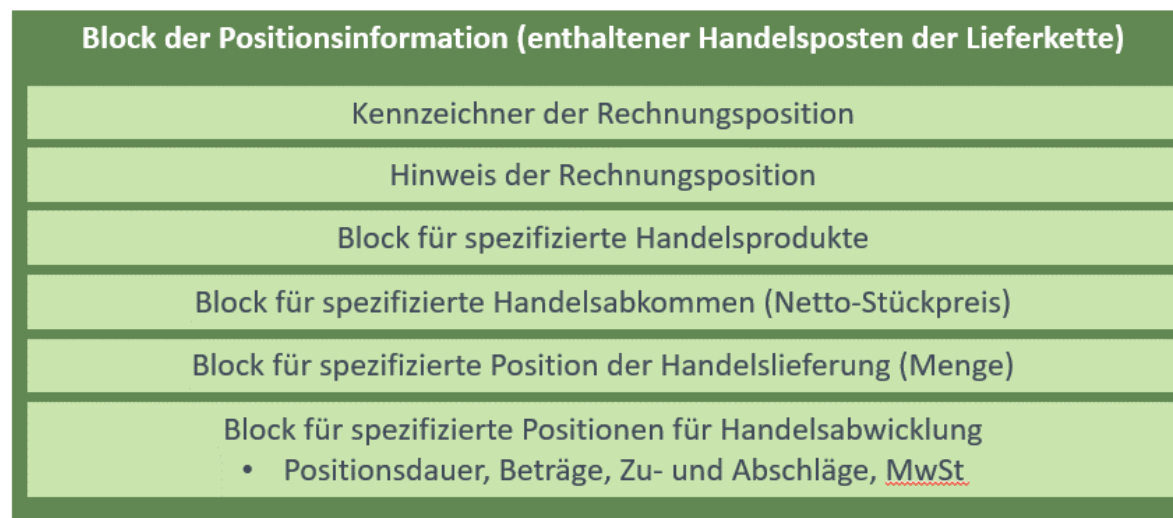 Block der Positionsinformation (enthaltener Handelsposten der Lieferkette)
Kennzeichner der Rechnungsposition
Hinweis der Rechnungsposition
Block für spezifizierte Handelsprodukte
Block für spezifizierte Handelsabkommen (Netto-Stückpreis)
Block für spezifizierte Position der Handelslieferung (Menge)
Block für spezifizierte Positionen für Handelsabwicklung
• Positionsdauer, Beträge, Zu- und Abschläge, MwSt